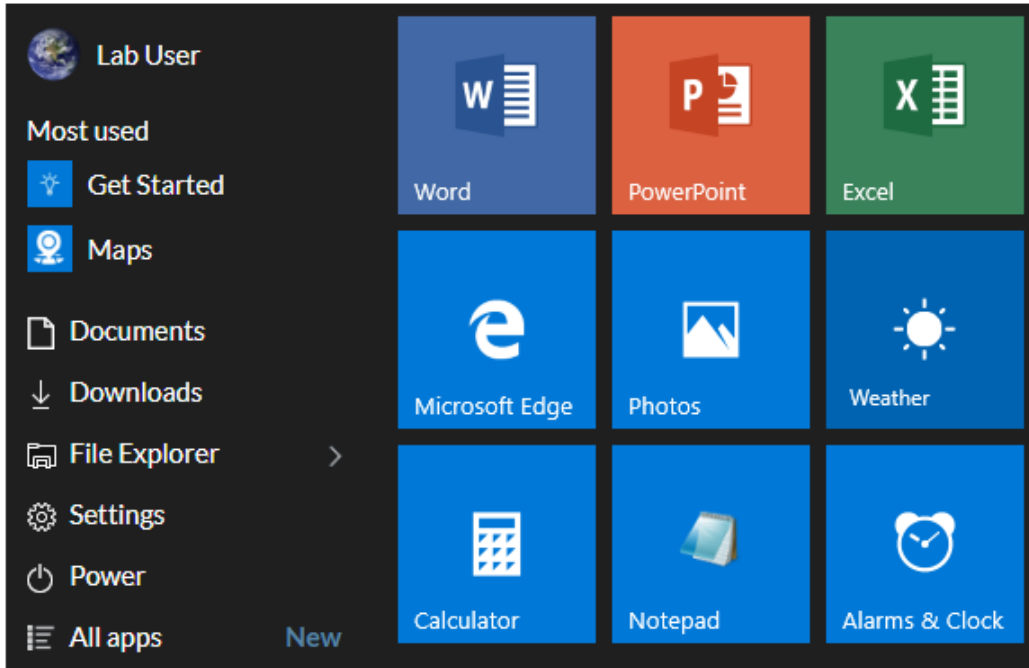 Lab User
Most used
Get Started
Maps
Documents
Downloads
File Explorer
Settings
Power
All apps New
W P X
Word PowerPoint Excel
Microsoft Edge Photos Weather
Calculator Notepad Alarms & Clock